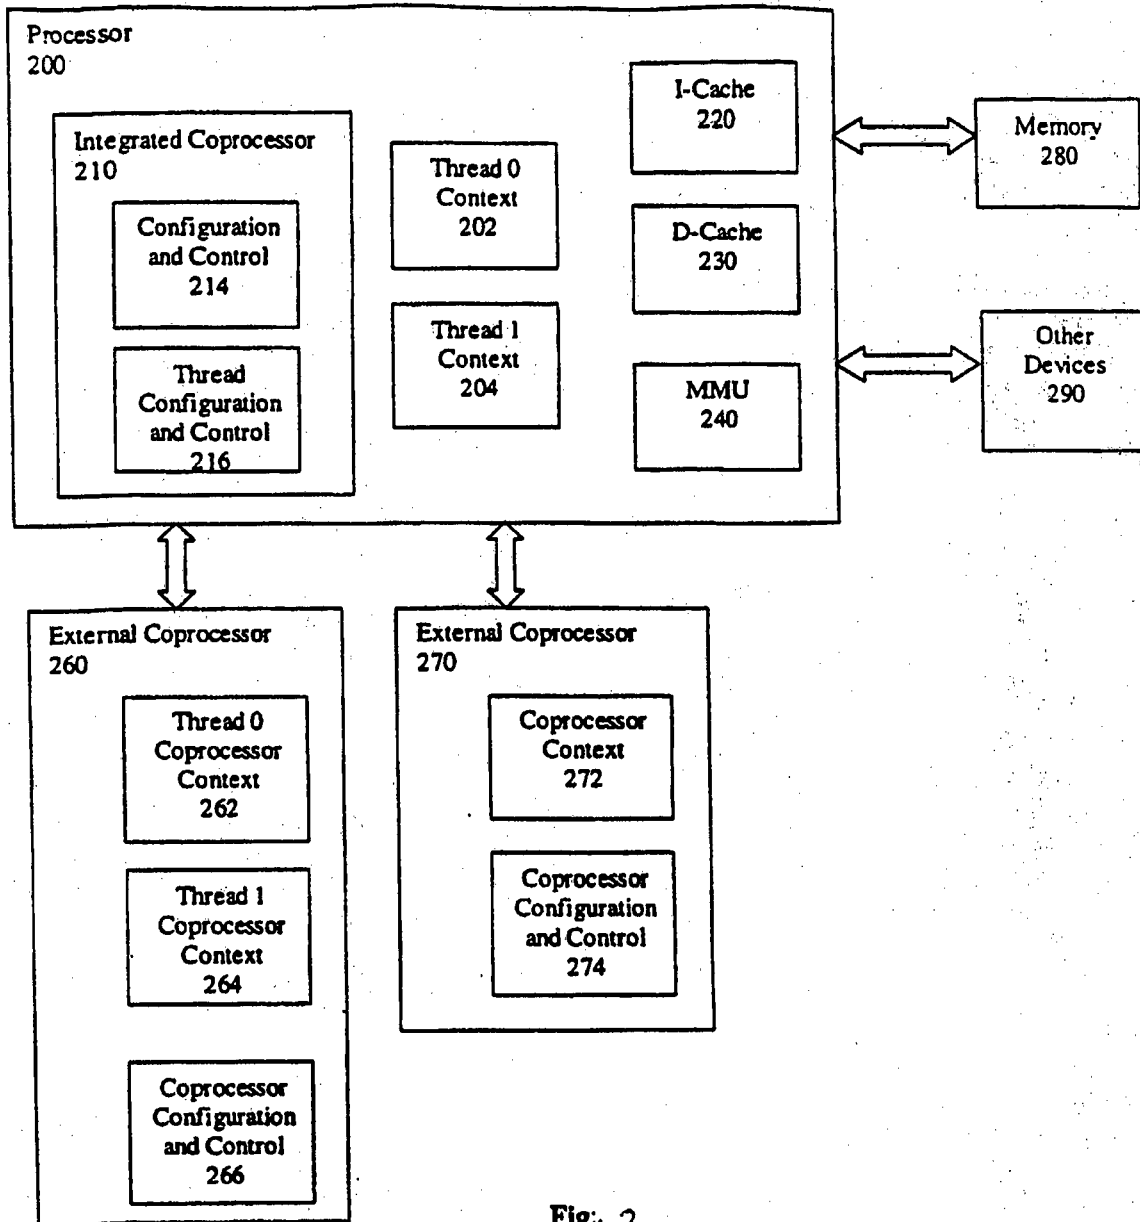 Processor
200
Integrated Coprocessor
210
Configuration
and Control
214
Thread
Configuration
and Control
216
Thread 0
Context
202
Thread 1
Context
204
I-Cache
220
D-Cache
230
MMU
240
Memory
280
Other
Devices
290
External Coprocessor
260
Thread 0
Coprocessor
Context
262
Thread 1
Coprocessor
Context
264
Coprocessor
Configuration
and Control
266
External Coprocessor
270
Coprocessor
Context
272
Coprocessor
Configuration
and Control
274
Fig. 2